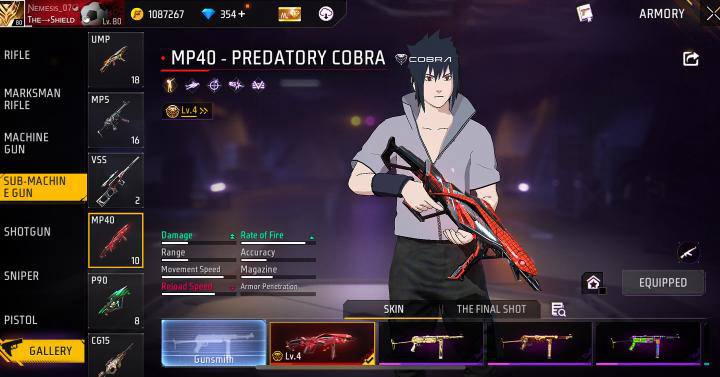 NEMESIS_07
THE→SHIELD
Lv. 80
80
1087267
354+
ARMORY
RIFLE
MARKSMAN
RIFLE
MACHINE
GUN
SUB-MACHIN
E GUN
SHOTGUN
SNIPER
PISTOL
GALLERY
UMP
18
MP5
16
VSS
2
MP40
10
P90
8
CG15
MP40 - PREDATORY COBRA
COBRA
Lv.4 >>
Damage
Rate of Fire
Range
Accuracy
Movement Speed
Magazine
Reload Speed
Armor Penetration
EQUIPPED
SKIN
THE FINAL SHOT
Gunsmith
Lv.4